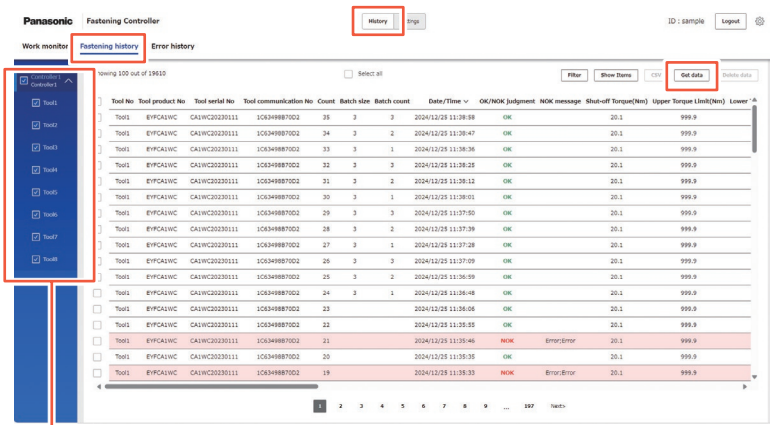 Panasonic Fastening Controller History ID : sample Logout
Work monitor Fastening history Error history
100 out of 19610 Select all Filter Show Items CSV Get data Delete data
Controller1
Controller1
Tool1
Tool2
Tool3
Tool4
Tool5
Tool6
Tool7
Tool8
Tool No Tool product No Tool serial No Tool communication No Count Batch size Batch count Date/Time OK/NOK judgment NOK message Shut-off Torque(Nm) Upper Torque Limit(Nm) Lower
Tool1 EYFCA1WC CA1WC20230111 1C63498B70D2 35 3 3 2024/12/25 11:38:58 OK 20.1 999.9
Tool1 EYFCA1WC CA1WC20230111 1C63498B70D2 34 3 2 2024/12/25 11:38:47 OK 20.1 999.9
Tool1 EYFCA1WC CA1WC20230111 1C63498B70D2 33 3 1 2024/12/25 11:38:36 OK 20.1 999.9
Tool1 EYFCA1WC CA1WC20230111 1C63498B70D2 32 3 3 2024/12/25 11:38:25 OK 20.1 999.9
Tool1 EYFCA1WC CA1WC20230111 1C63498B70D2 31 3 2 2024/12/25 11:38:12 OK 20.1 999.9
Tool1 EYFCA1WC CA1WC20230111 1C63498B70D2 30 3 1 2024/12/25 11:38:01 OK 20.1 999.9
Tool1 EYFCA1WC CA1WC20230111 1C63498B70D2 29 3 3 2024/12/25 11:37:50 OK 20.1 999.9
Tool1 EYFCA1WC CA1WC20230111 1C63498B70D2 28 3 2 2024/12/25 11:37:39 OK 20.1 999.9
Tool1 EYFCA1WC CA1WC20230111 1C63498B70D2 27 3 1 2024/12/25 11:37:28 OK 20.1 999.9
Tool1 EYFCA1WC CA1WC20230111 1C63498B70D2 26 3 3 2024/12/25 11:37:09 OK 20.1 999.9
Tool1 EYFCA1WC CA1WC20230111 1C63498B70D2 25 3 2 2024/12/25 11:36:59 OK 20.1 999.9
Tool1 EYFCA1WC CA1WC20230111 1C63498B70D2 24 3 1 2024/12/25 11:36:48 OK 20.1 999.9
Tool1 EYFCA1WC CA1WC20230111 1C63498B70D2 23 2024/12/25 11:36:06 OK 20.1 999.9
Tool1 EYFCA1WC CA1WC20230111 1C63498B70D2 22 2024/12/25 11:35:55 OK 20.1 999.9
Tool1 EYFCA1WC CA1WC20230111 1C63498B70D2 21 2024/12/25 11:35:46 NOK Error;Error 20.1 999.9
Tool1 EYFCA1WC CA1WC20230111 1C63498B70D2 20 2024/12/25 11:35:35 OK 20.1 999.9
Tool1 EYFCA1WC CA1WC20230111 1C63498B70D2 19 2024/12/25 11:35:33 NOK Error;Error 20.1 999.9
1 2 3 4 5 6 7 8 9 ... 197 Next>